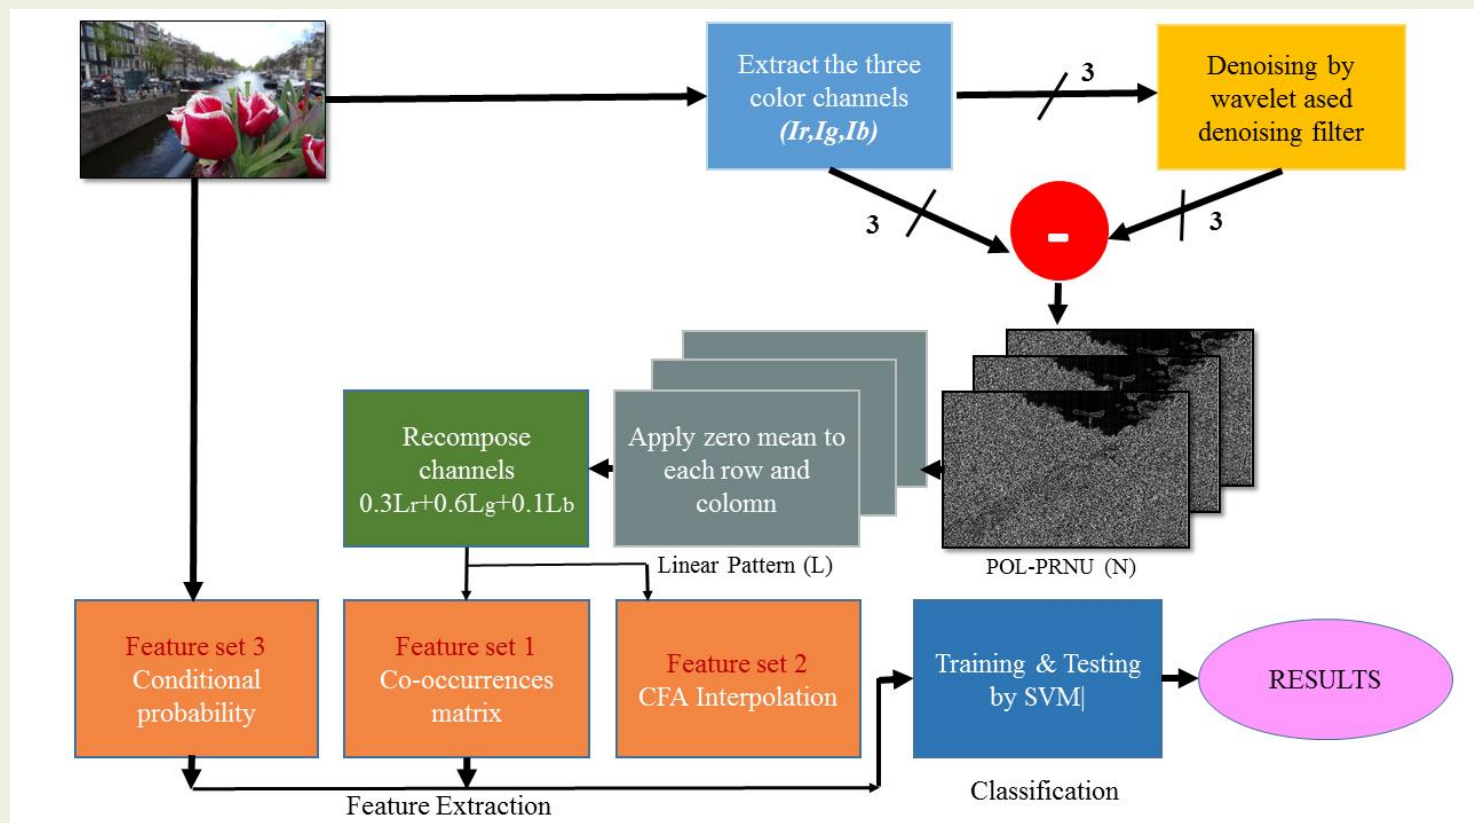 Extract the three
color channels
(Ir,Ig,Ib)
3
Denoising by
wavelet ased
denoising filter
3
3
-
Recompose
channels
0.3Lr+0.6Lg+0.1Lb
Apply zero mean to
each row and
colomn
Linear Pattern (L)
POL-PRNU (N)
Feature set 3
Conditional
probability
Feature set 1
Co-occurrences
matrix
Feature set 2
CFA Interpolation
Training & Testing
by SVM|
RESULTS
Feature Extraction
Classification